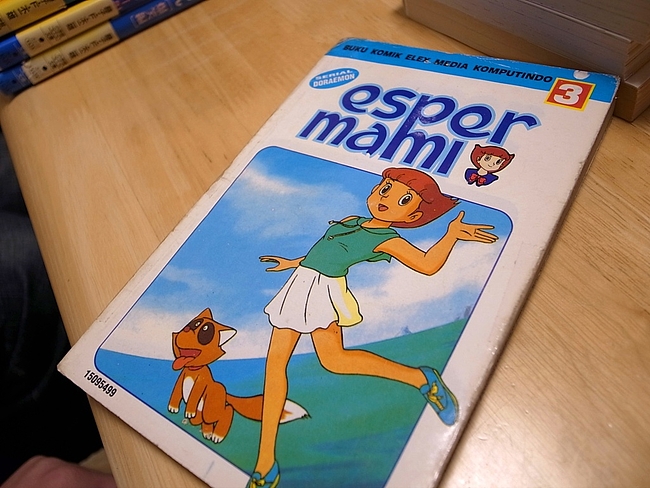 BUKU KOMIK ELEX MEDIA KOMPUTINDO
3
SERIAL
DORAEMON
esper
mami
15095499